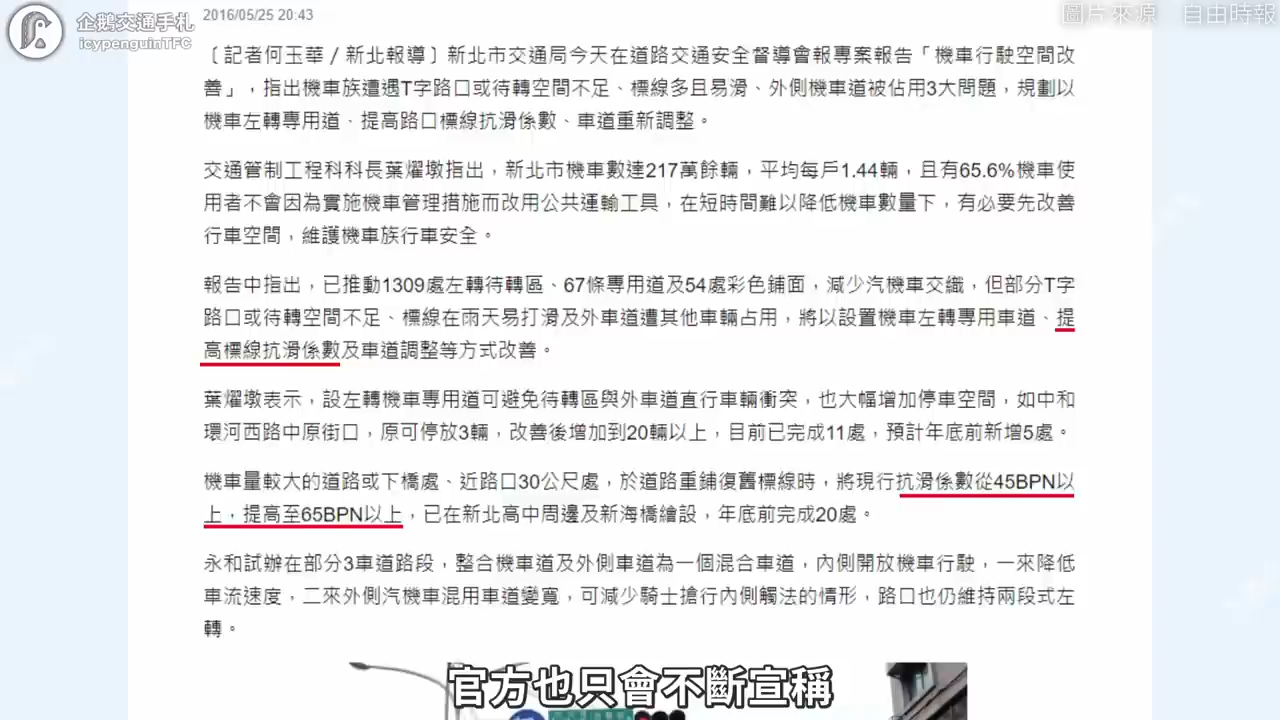 企鵝交通手札
icypenguinTFC
2016/05/25 20:43
圖片來源 自由時報
〔記者何玉華/新北報導〕新北市交通局今天在道路交通安全督導會報專案報告「機車行駛空間改
善」，指出機車族遭遇T字路口或待轉空間不足、標線多且易滑、外側機車道被佔用3大問題，規劃以
機車左轉專用道、提高路口標線抗滑係數、車道重新調整。
交通管制工程科科長葉燿墩指出，新北市機車數達217萬餘輛，平均每戶1.44輛，且有65.6%機車使
用者不會因為實施機車管理措施而改用公共運輸工具，在短時間難以降低機車數量下，有必要先改善
行車空間，維護機車族行車安全。
報告中指出，已推動1309處左轉待轉區、67條專用道及54處彩色鋪面，減少汽機車交織，但部分T字
路口或待轉空間不足、標線在雨天易打滑及外車道遭其他車輛占用，將以設置機車左轉專用車道、提
高標線抗滑係數及車道調整等方式改善。
葉燿墩表示，設左轉機車專用道可避免待轉區與外車道直行車輛衝突，也大幅增加停車空間，如中和
環河西路中原街口，原可停放3輛，改善後增加到20輛以上，目前已完成11處，預計年底前新增5處。
機車量較大的道路或下橋處、近路口30公尺處，於道路重鋪復舊標線時，將現行抗滑係數從45BPN以
上，提高至65BPN以上，已在新北高中周邊及新海橋繪設，年底前完成20處。
永和試辦在部分3車道路段，整合機車道及外側車道為一個混合車道，內側開放機車行駛，一來降低
車流速度，二來外側汽機車混用車道變寬，可減少騎士搶行內側觸法的情形，路口也仍維持兩段式左
轉。
官方也只會不斷宣稱